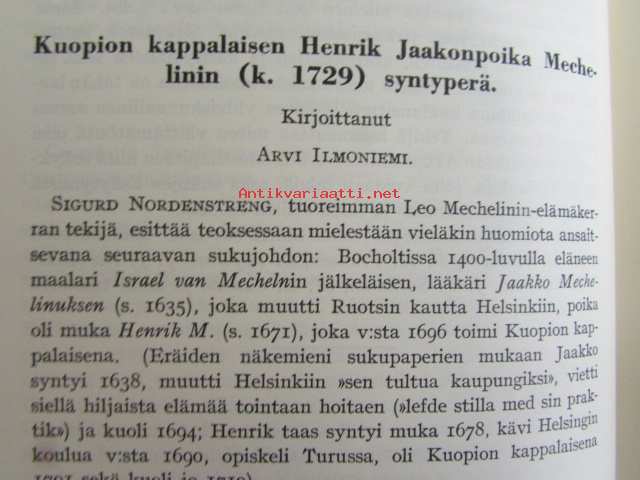 Kuopion kappalaisen Henrik Jaakonpoika Meche-
linin (k. 1729) syntyperä.
Kirjoittanut
ARVI ILMONIEMI.
Antikvariaatti.net
SIGURD NORDENSTRENG, tuoreimman Leo Mechelinin-elämäker-
ran tekijä, esittää teoksessaan mielestään vieläkin huomiota ansait-
sevana seuraavan sukujohdon: Bocholtissa 1400-luvulla eläneen
maalari Israel van Mechelnin jälkeläisen, lääkäri Jaakko Meche-
linuksen (s. 1635), joka muutti Ruotsin kautta Helsinkiin, poika
oli muka Henrik M. (s. 1671), joka v:sta 1696 toimi Kuopion kap-
palaisena. (Eräiden näkemieni sukupaperien mukaan Jaakko
syntyi 1638, muutti Helsinkiin »sen tultua kaupungiksi», vietti
siellä hiljaista elämää tointaan hoitaen (»lefde stilla med sin prak-
tik») ja kuoli 1694; Henrik taas syntyi muka 1678, kävi Helsingin
koulua v:sta 1690, opiskeli Turussa, oli Kuopion kappalaisena